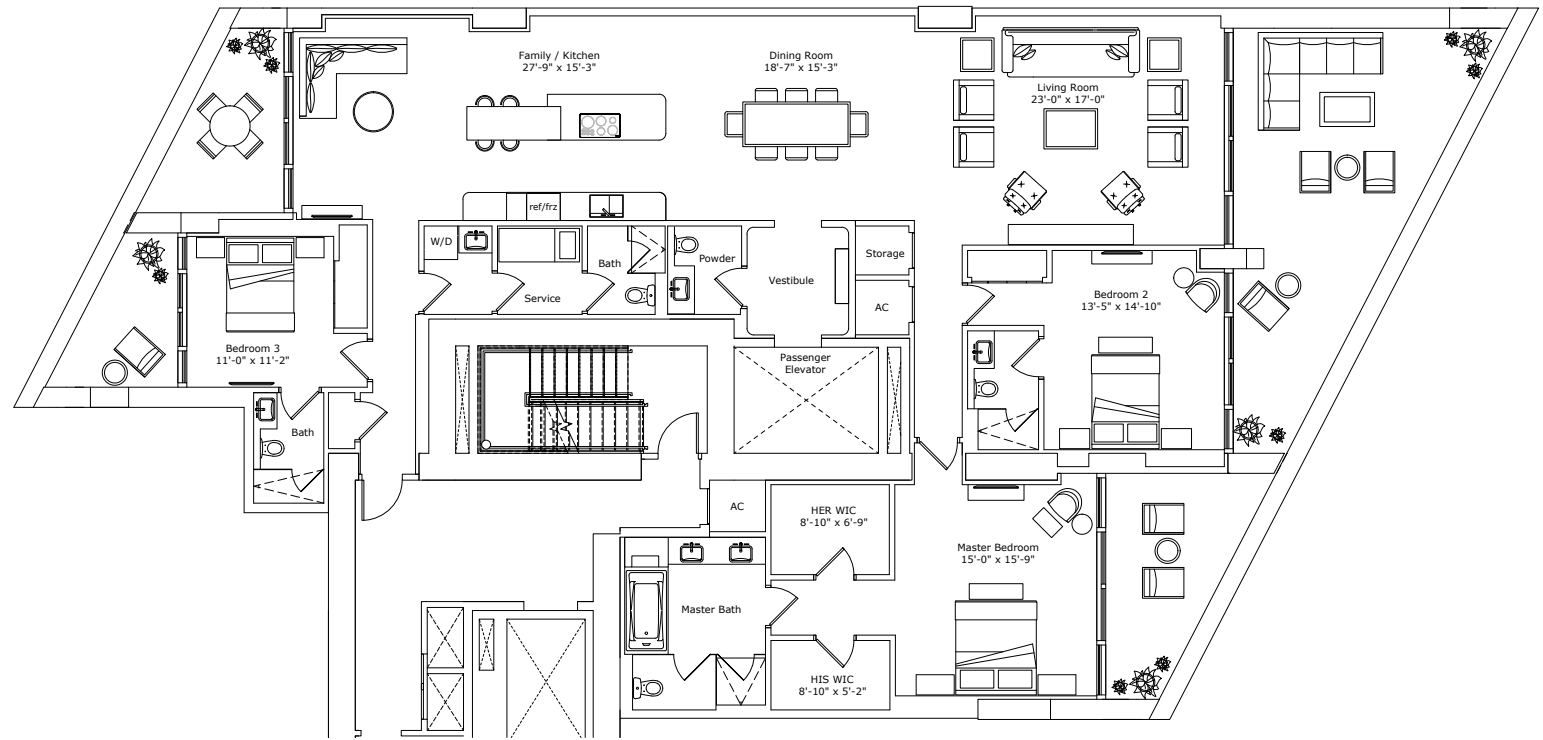 Family / Kitchen
27'-9" x 15'-3"
Dining Room
18'-7" x 15'-3"
Living Room
23'-0" x 17'-0"
ref/frz
W/D
Bath
Powder
Service
Vestibule
Storage
AC
Bedroom 2
13'-5" x 14'-10"
Bedroom 3
11'-0" x 11'-2"
Passenger
Elevator
Bath
AC
HER WIC
8'-10" x 6'-9"
Master Bedroom
15'-0" x 15'-9"
Master Bath
HIS WIC
8'-10" x 5'-2"